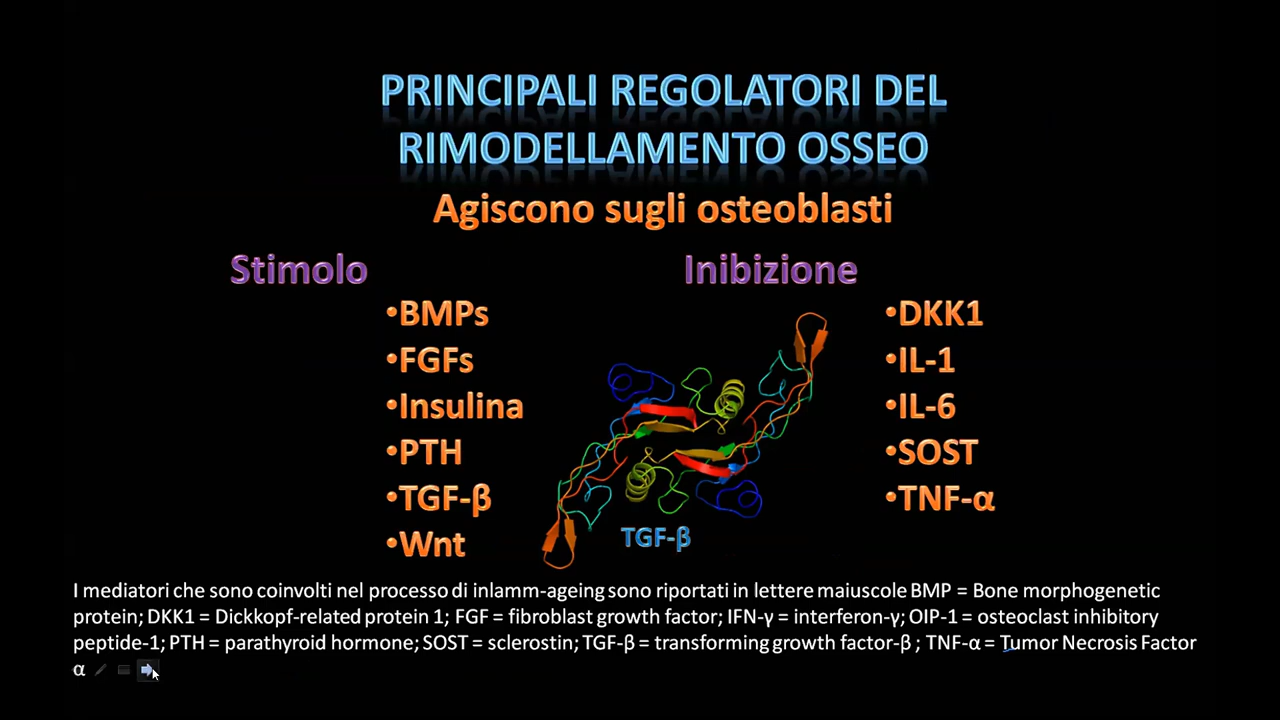 PRINCIPALI REGOLATORI DEL
RIMODELLAMENTO OSSEO
Agiscono sugli osteoblasti
Stimolo
•BMPs
•FGFs
•Insulina
•PTH
•TGF-β
•Wnt
Inibizione
•DKK1
•IL-1
•IL-6
•SOST
•TNF-α
TGF-β
I mediatori che sono coinvolti nel processo di inlamm-ageing sono riportati in lettere maiuscole BMP = Bone morphogenetic
protein; DKK1 = Dickkopf-related protein 1; FGF = fibroblast growth factor; IFN-γ = interferon-γ; OIP-1 = osteoclast inhibitory
peptide-1; PTH = parathyroid hormone; SOST = sclerostin; TGF-β = transforming growth factor-β ; TNF-α = Tumor Necrosis Factor
α